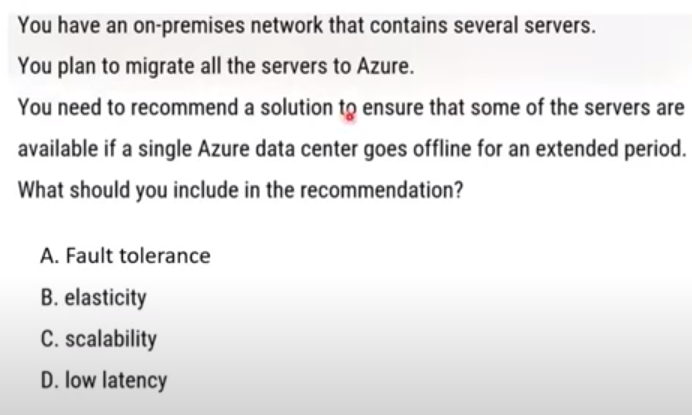 You have an on-premises network that contains several servers.
You plan to migrate all the servers to Azure.
You need to recommend a solution to ensure that some of the servers are
available if a single Azure data center goes offline for an extended period.
What should you include in the recommendation?
A. Fault tolerance
B. elasticity
C. scalability
D. low latency